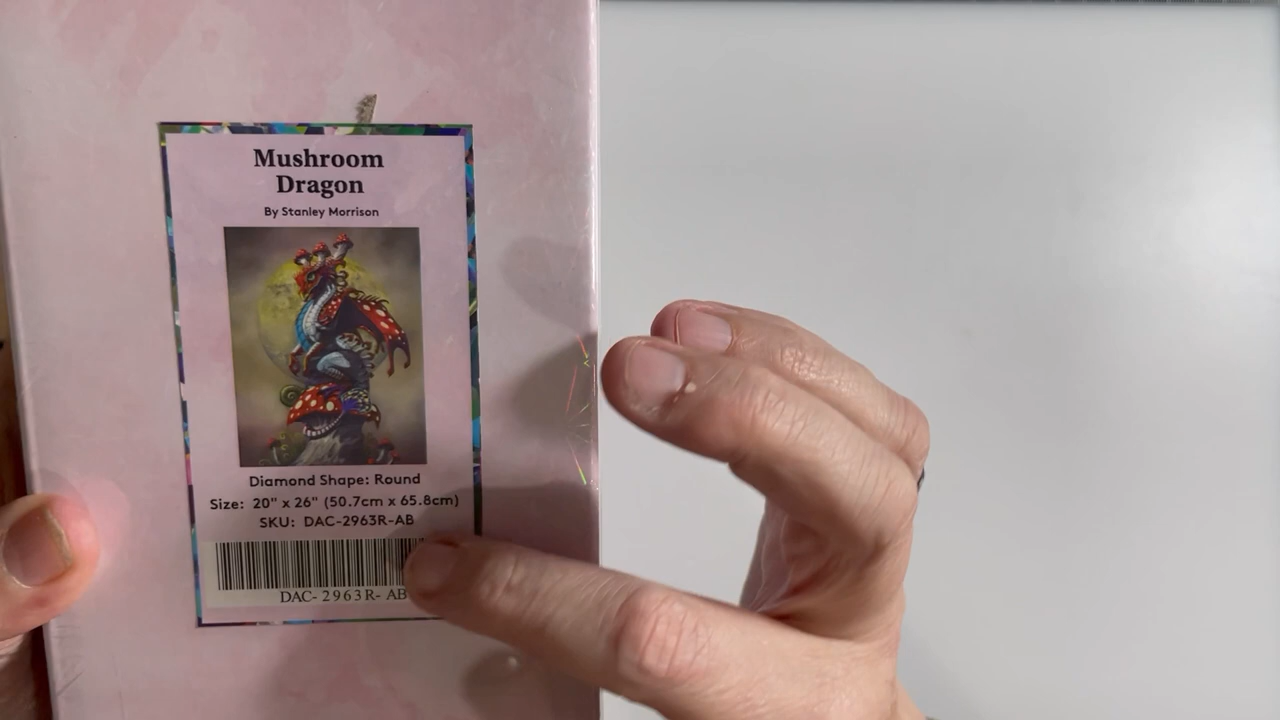 Mushroom
Dragon
By Stanley Morrison
Diamond Shape: Round
Size: 20" x 26" (50.7cm x 65.8cm)
SKU: DAC-2963R-AB
DAC- 2963R- AB